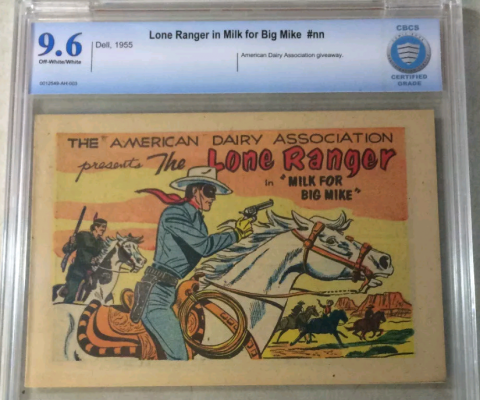 9.6
Off-White/White
Dell, 1955
Lone Ranger in Milk for Big Mike #nn
American Dairy Association giveaway.
CBCS
CERTIFIED
GRADE
THE AMERICAN DAIRY ASSOCIATION
presents The Lone Ranger
in "MILK FOR
BIG MIKE"